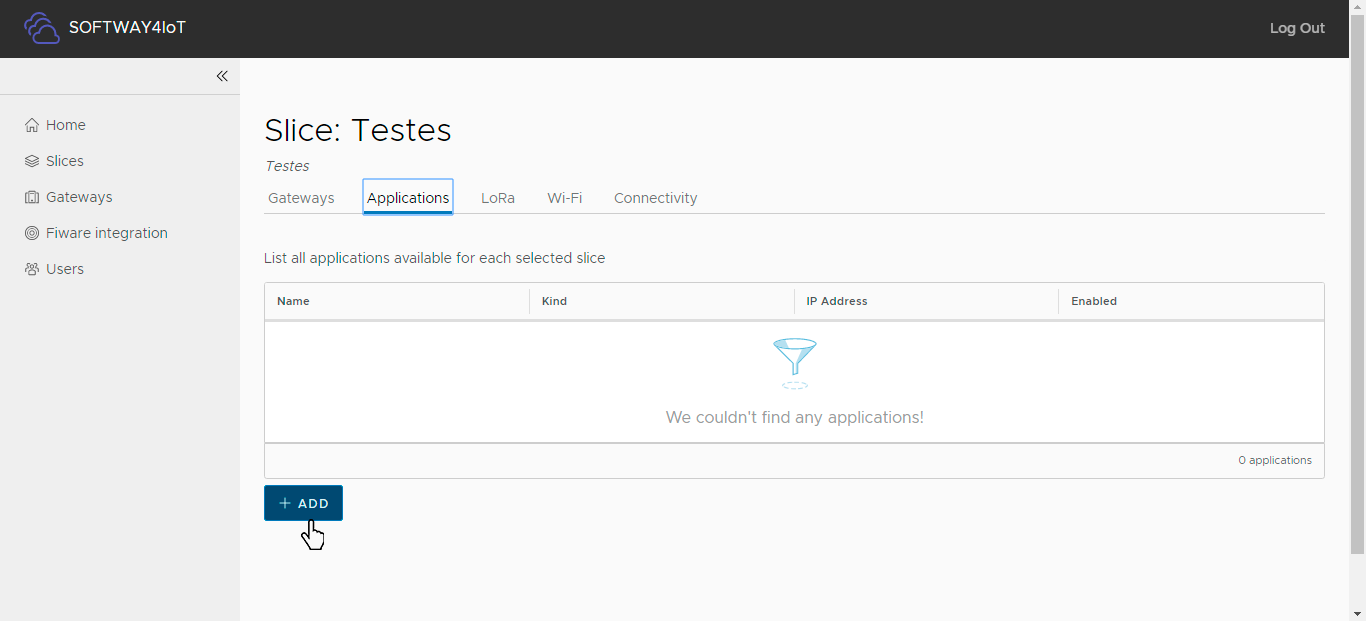 SOFTWAY4IoT
Log Out
Home
Slices
Gateways
Fiware integration
Users
Slice: Testes
Testes
Gateways Applications LoRa Wi-Fi Connectivity
List all applications available for each selected slice
Name Kind IP Address Enabled
We couldn't find any applications!
0 applications
+ ADD